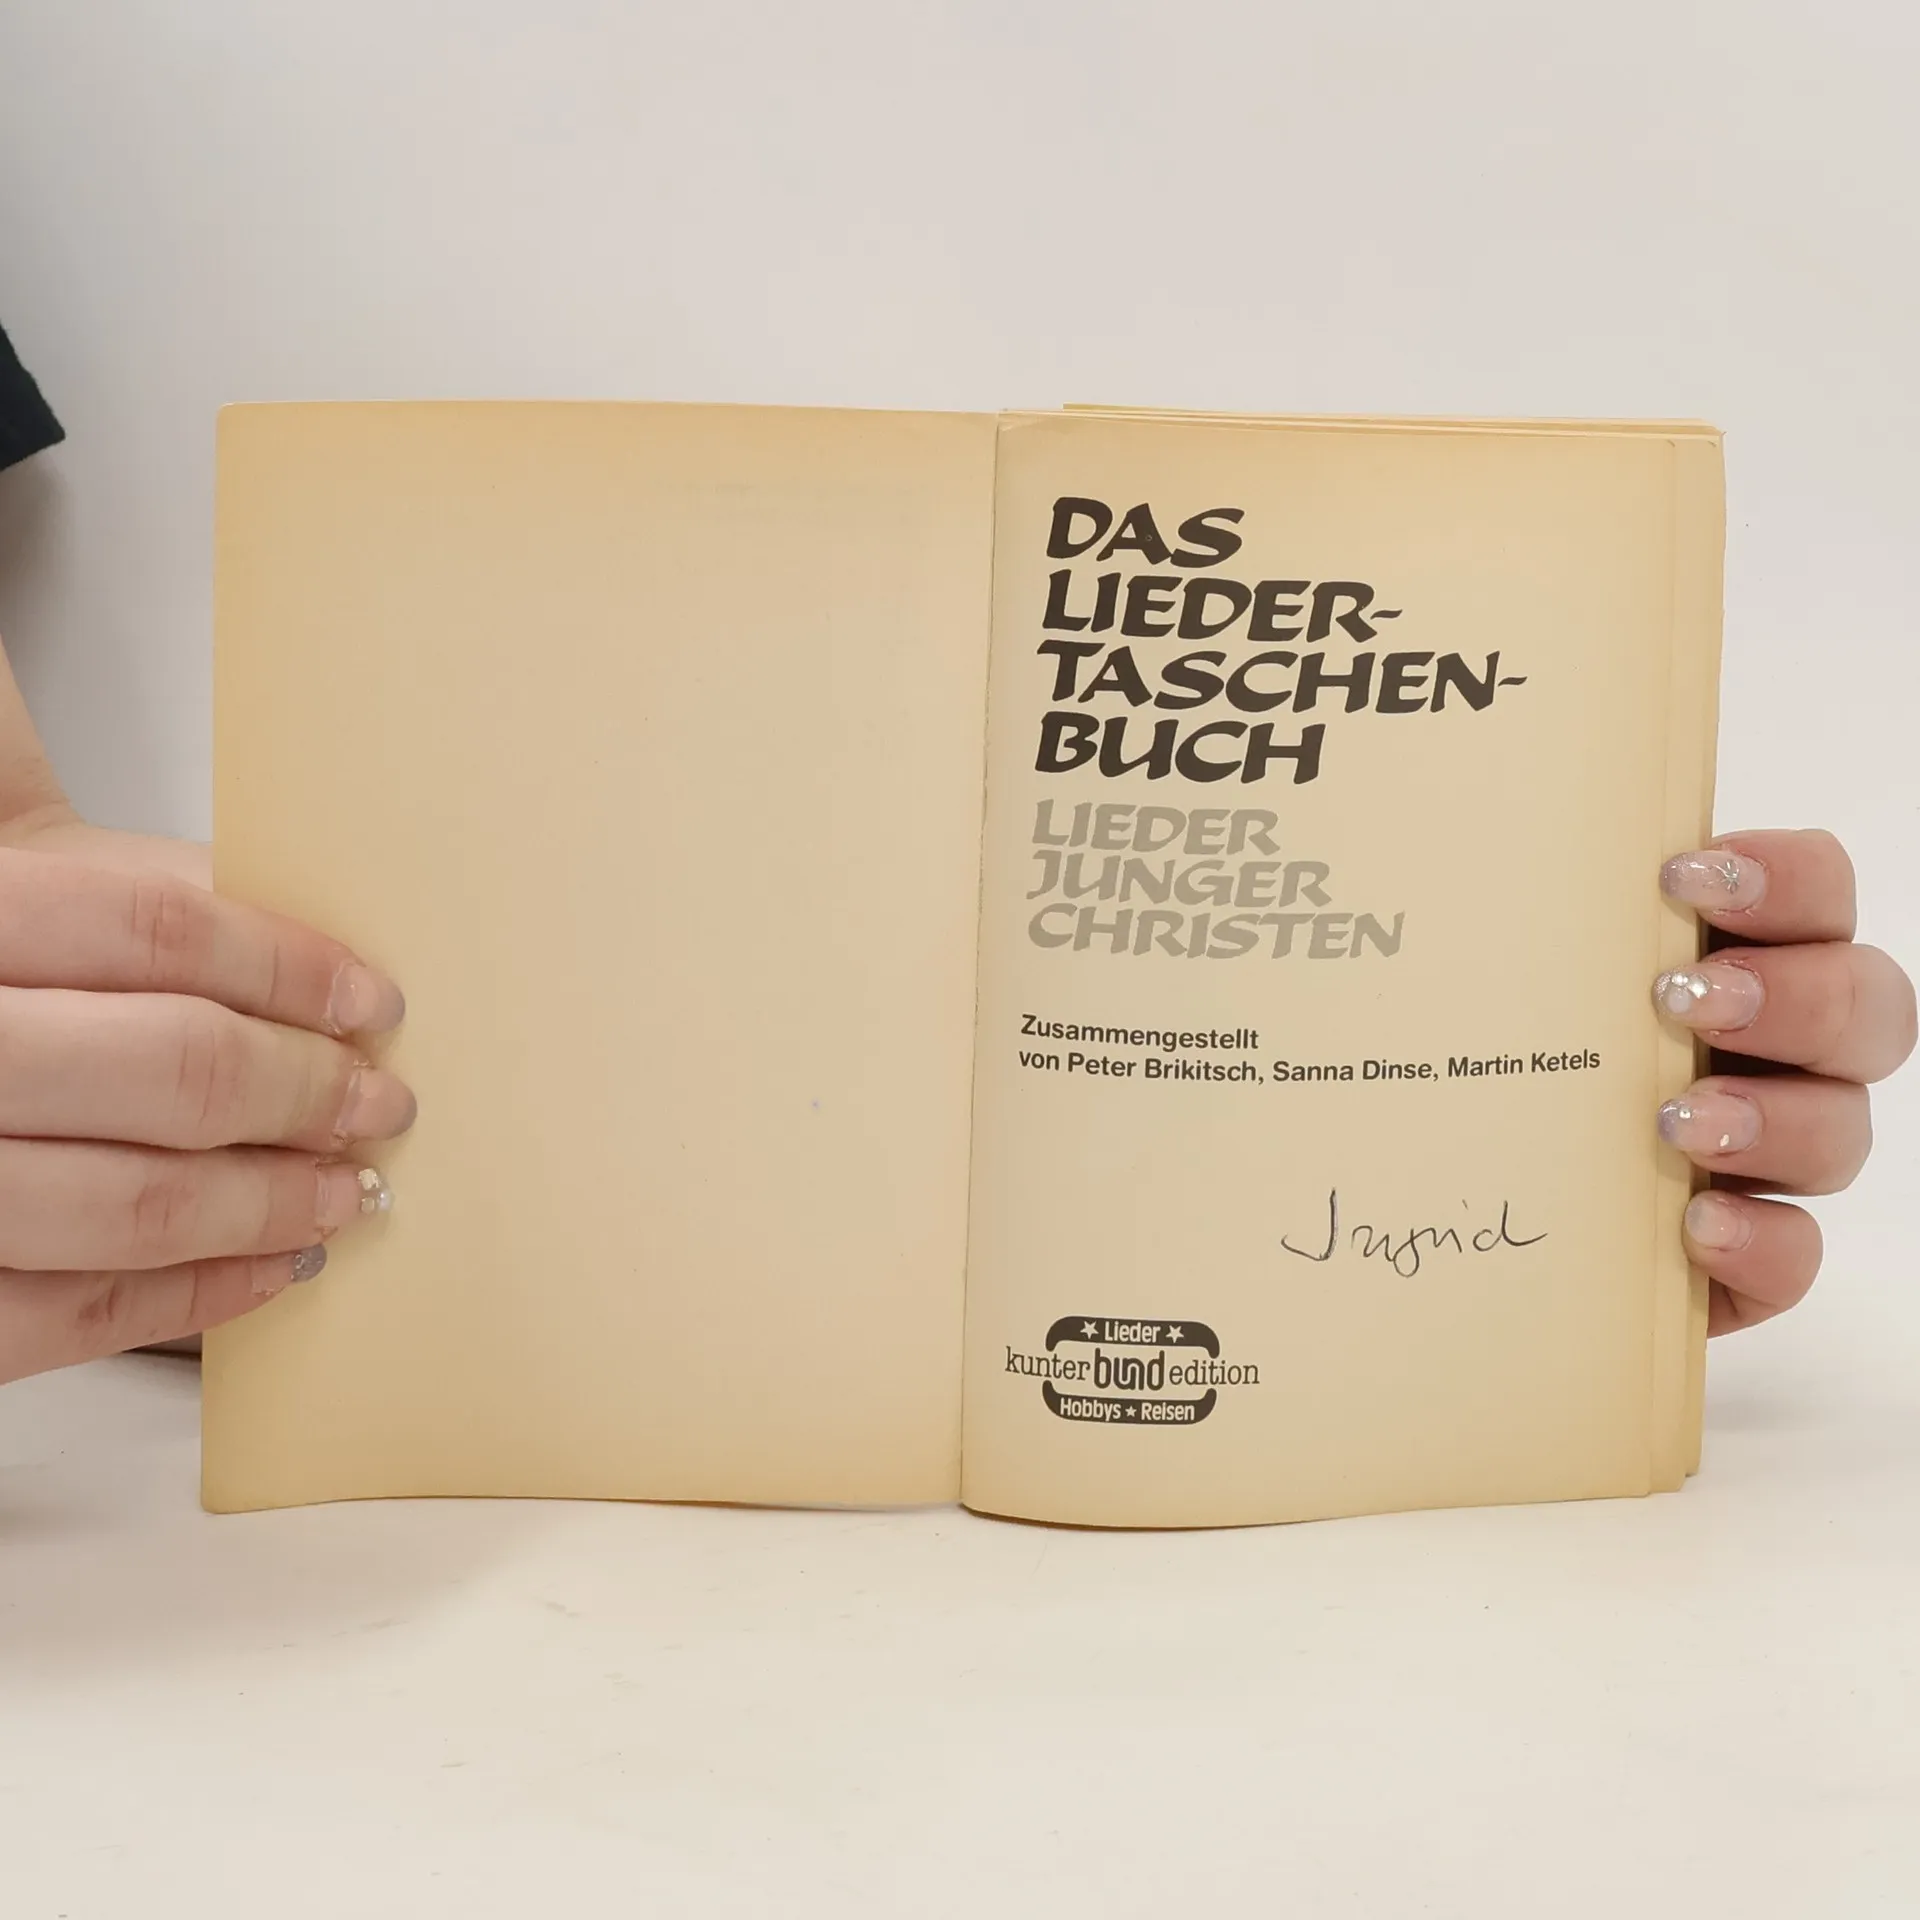 DAS
LIEDER-
TASCHEN-
BUCH
LIEDER
JUNGER
CHRISTEN
Zusammengestellt
von Peter Brikitsch, Sanna Dinse, Martin Ketels
Ingrid
★ Lieder ★
kunter bund edition
Hobbys ★ Reisen